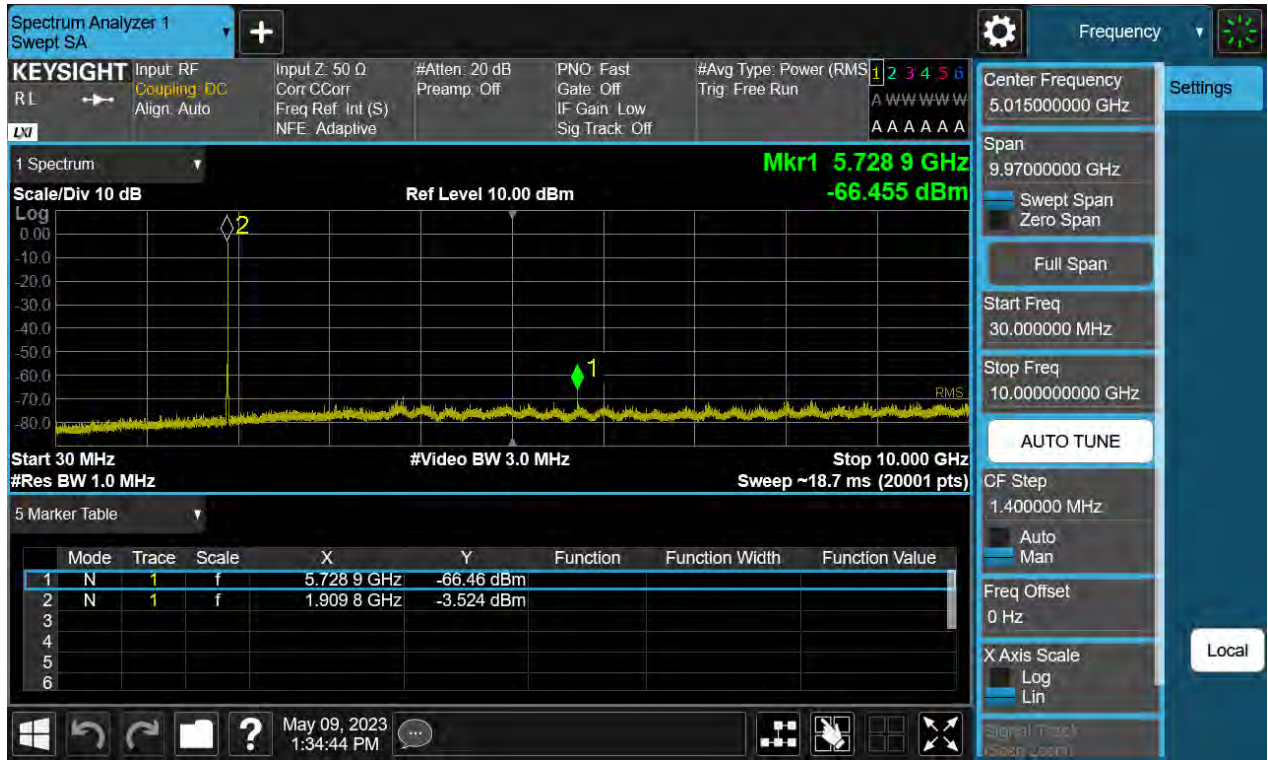 Spectrum Analyzer 1
Swept SA
Frequency
KEYSIGHT
RL
LXI
Input: RF
Coupling: DC
Align: Auto
Input Z: 50 Ω
Corr CCorr
Freq Ref: Int (S)
NFE: Adaptive
#Atten: 20 dB
Preamp: Off
PNO: Fast
Gate: Off
IF Gain: Low
Sig Track: Off
#Avg Type: Power (RMS
Trig: Free Run
1 2 3 4 5 6
A W W W W W
A A A A A A
1 Spectrum
Mkr1 5.728 9 GHz
Scale/Div 10 dB
Ref Level 10.00 dBm
-66.455 dBm
Log
0.00
-10.0
-20.0
-30.0
-40.0
-50.0
-60.0
-70.0
-80.0
2
1
RMS
Start 30 MHz
#Video BW 3.0 MHz
Stop 10.000 GHz
#Res BW 1.0 MHz
Sweep ~18.7 ms (20001 pts)
5 Marker Table
Mode Trace Scale X Y Function Function Width Function Value
1 N 1 f 5.728 9 GHz -66.46 dBm
2 N 1 f 1.909 8 GHz -3.524 dBm
3
4
5
6
May 09, 2023
1:34:44 PM
Center Frequency
5.015000000 GHz
Settings
Span
9.97000000 GHz
Swept Span
Zero Span
Full Span
Start Freq
30.000000 MHz
Stop Freq
10.000000000 GHz
AUTO TUNE
CF Step
1.400000 MHz
Auto
Man
Freq Offset
0 Hz
X Axis Scale
Log
Lin
Local
Signal Track
(Span Zoom)